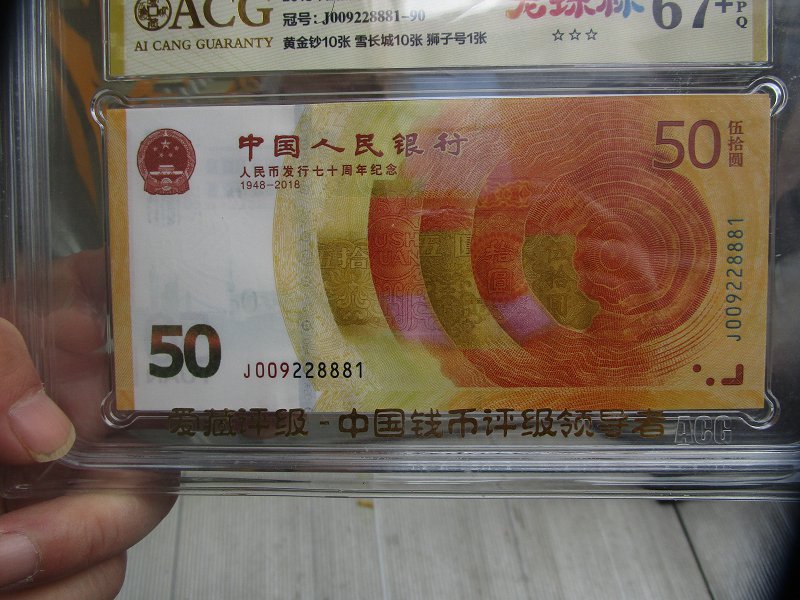 ACG
AI CANG GUARANTY
冠号: J009228881-90
黄金钞10张 雪长城10张 狮子号1张
67+PQ
☆☆☆
中国人民银行
人民币发行七十周年纪念
1948-2018
50 伍拾圆
J009228881
50
J009228881
爱藏评级-中国钱币评级领导者 ACG